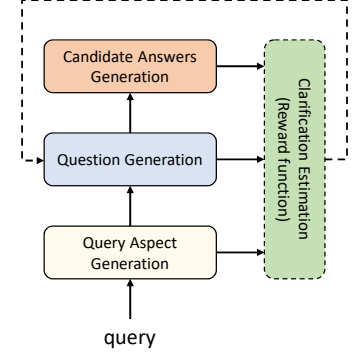 Candidate Answers
Generation
Question Generation
Query Aspect
Generation
query
Clarification Estimation
(Reward function)